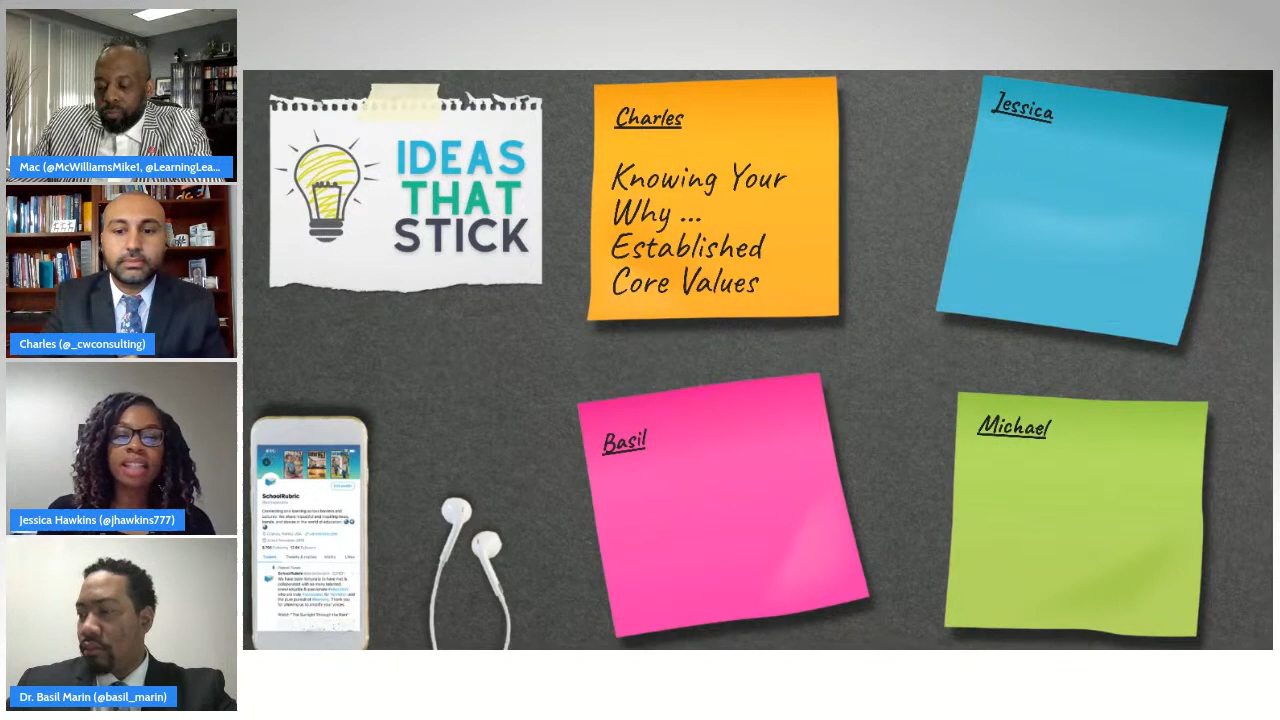 Mac (@McWilliamsMike1, @LearningLea...
Charles (@_cwconsulting)
Jessica Hawkins (@jhawkins777)
Dr. Basil Marin (@basil_marin)
IDEAS
THAT
STICK
Charles
Knowing Your
Why ...
Established
Core Values
Jessica
Basil
Michael
SchoolRubric